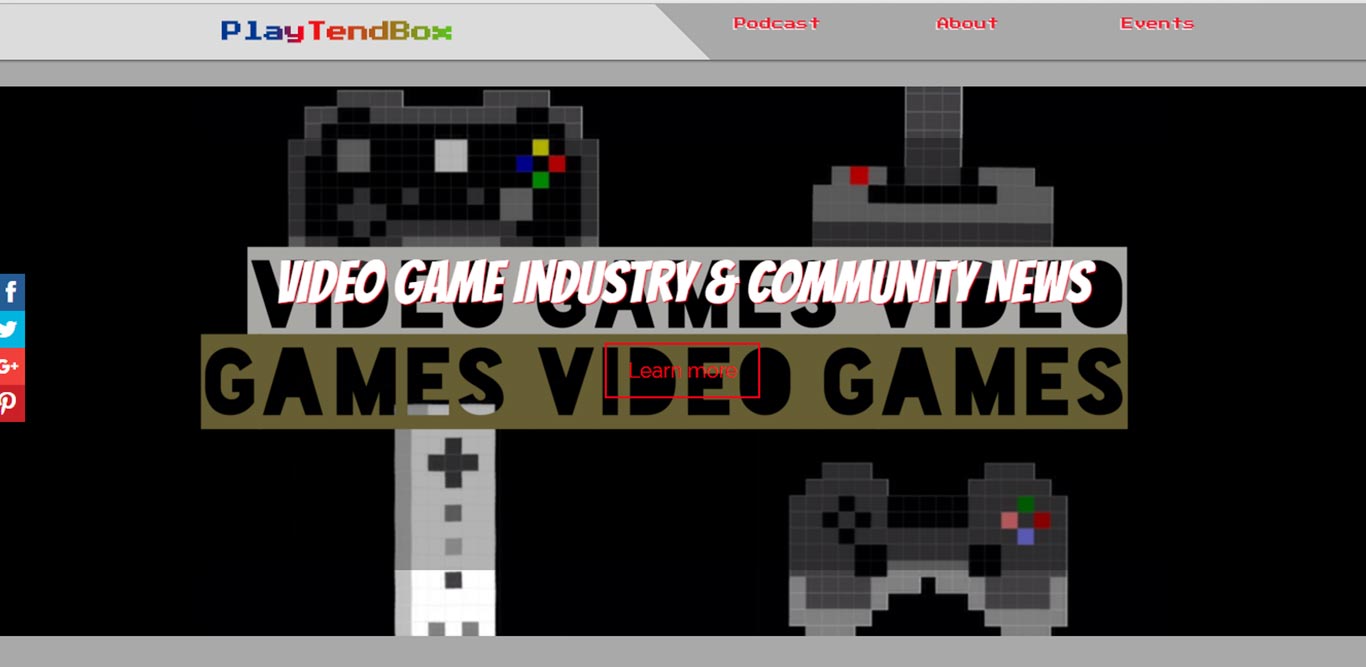 PlayTendBox
Podcast About Events
VIDEO GAME INDUSTRY & COMMUNITY NEWS
VIDEO GAMES VIDEO
GAMES VIDEO GAMES
Learn more
f
G+